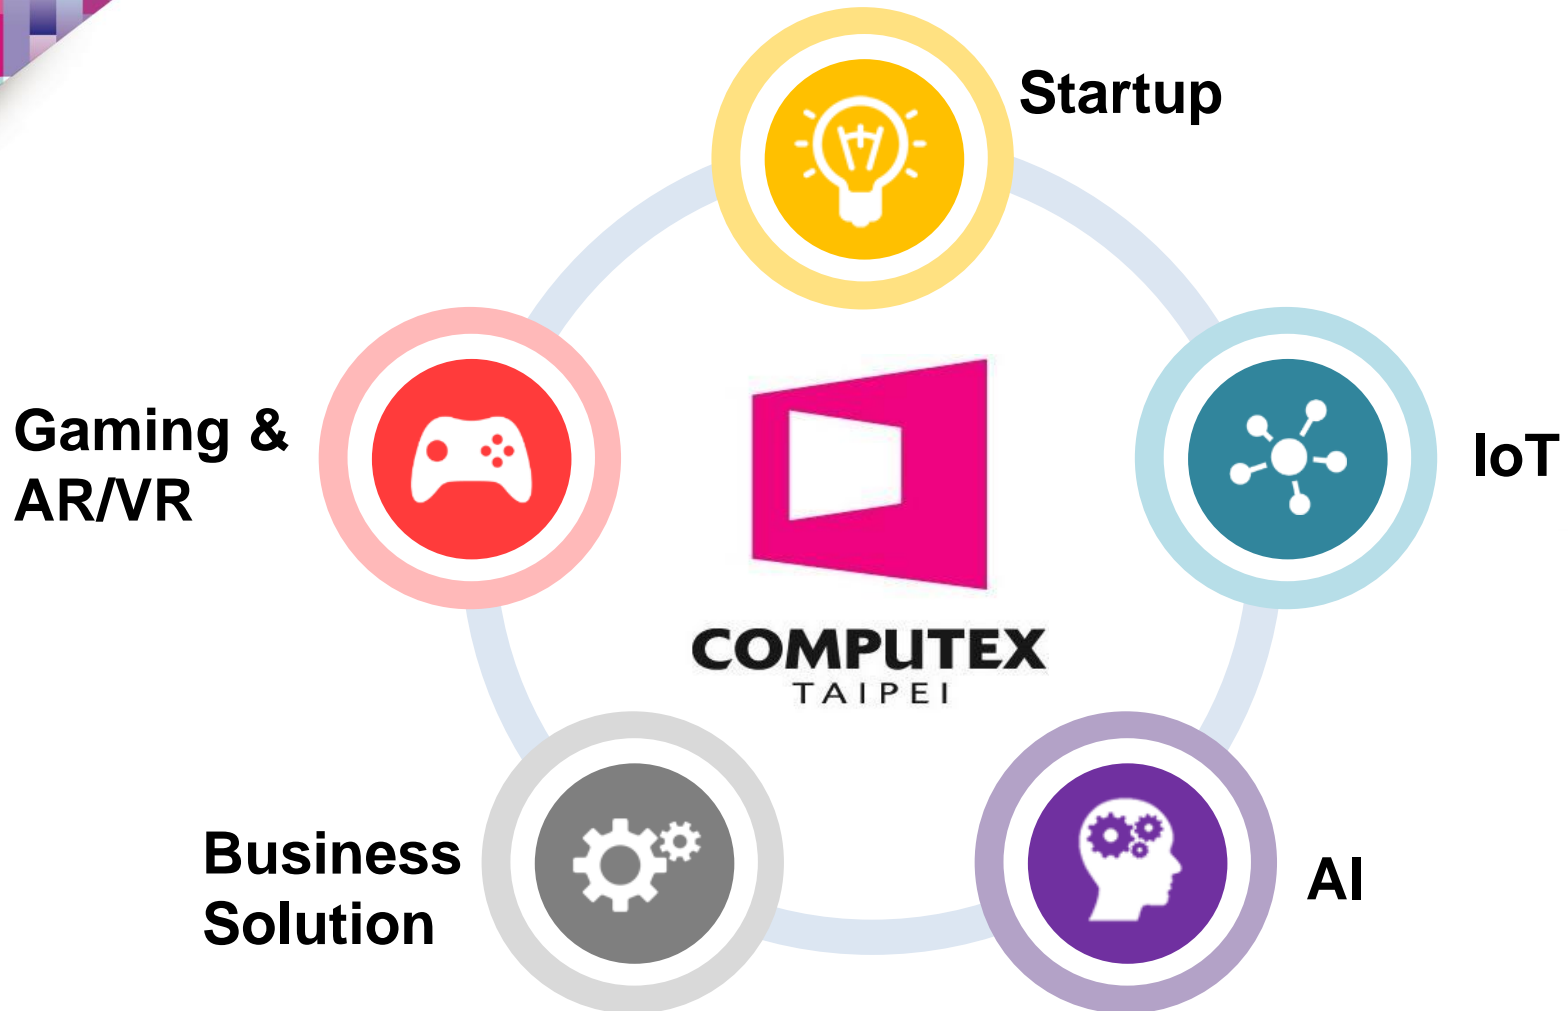 Startup
Gaming &
AR/VR
IoT
COMPUTEX
TAIPEI
Business
Solution
AI